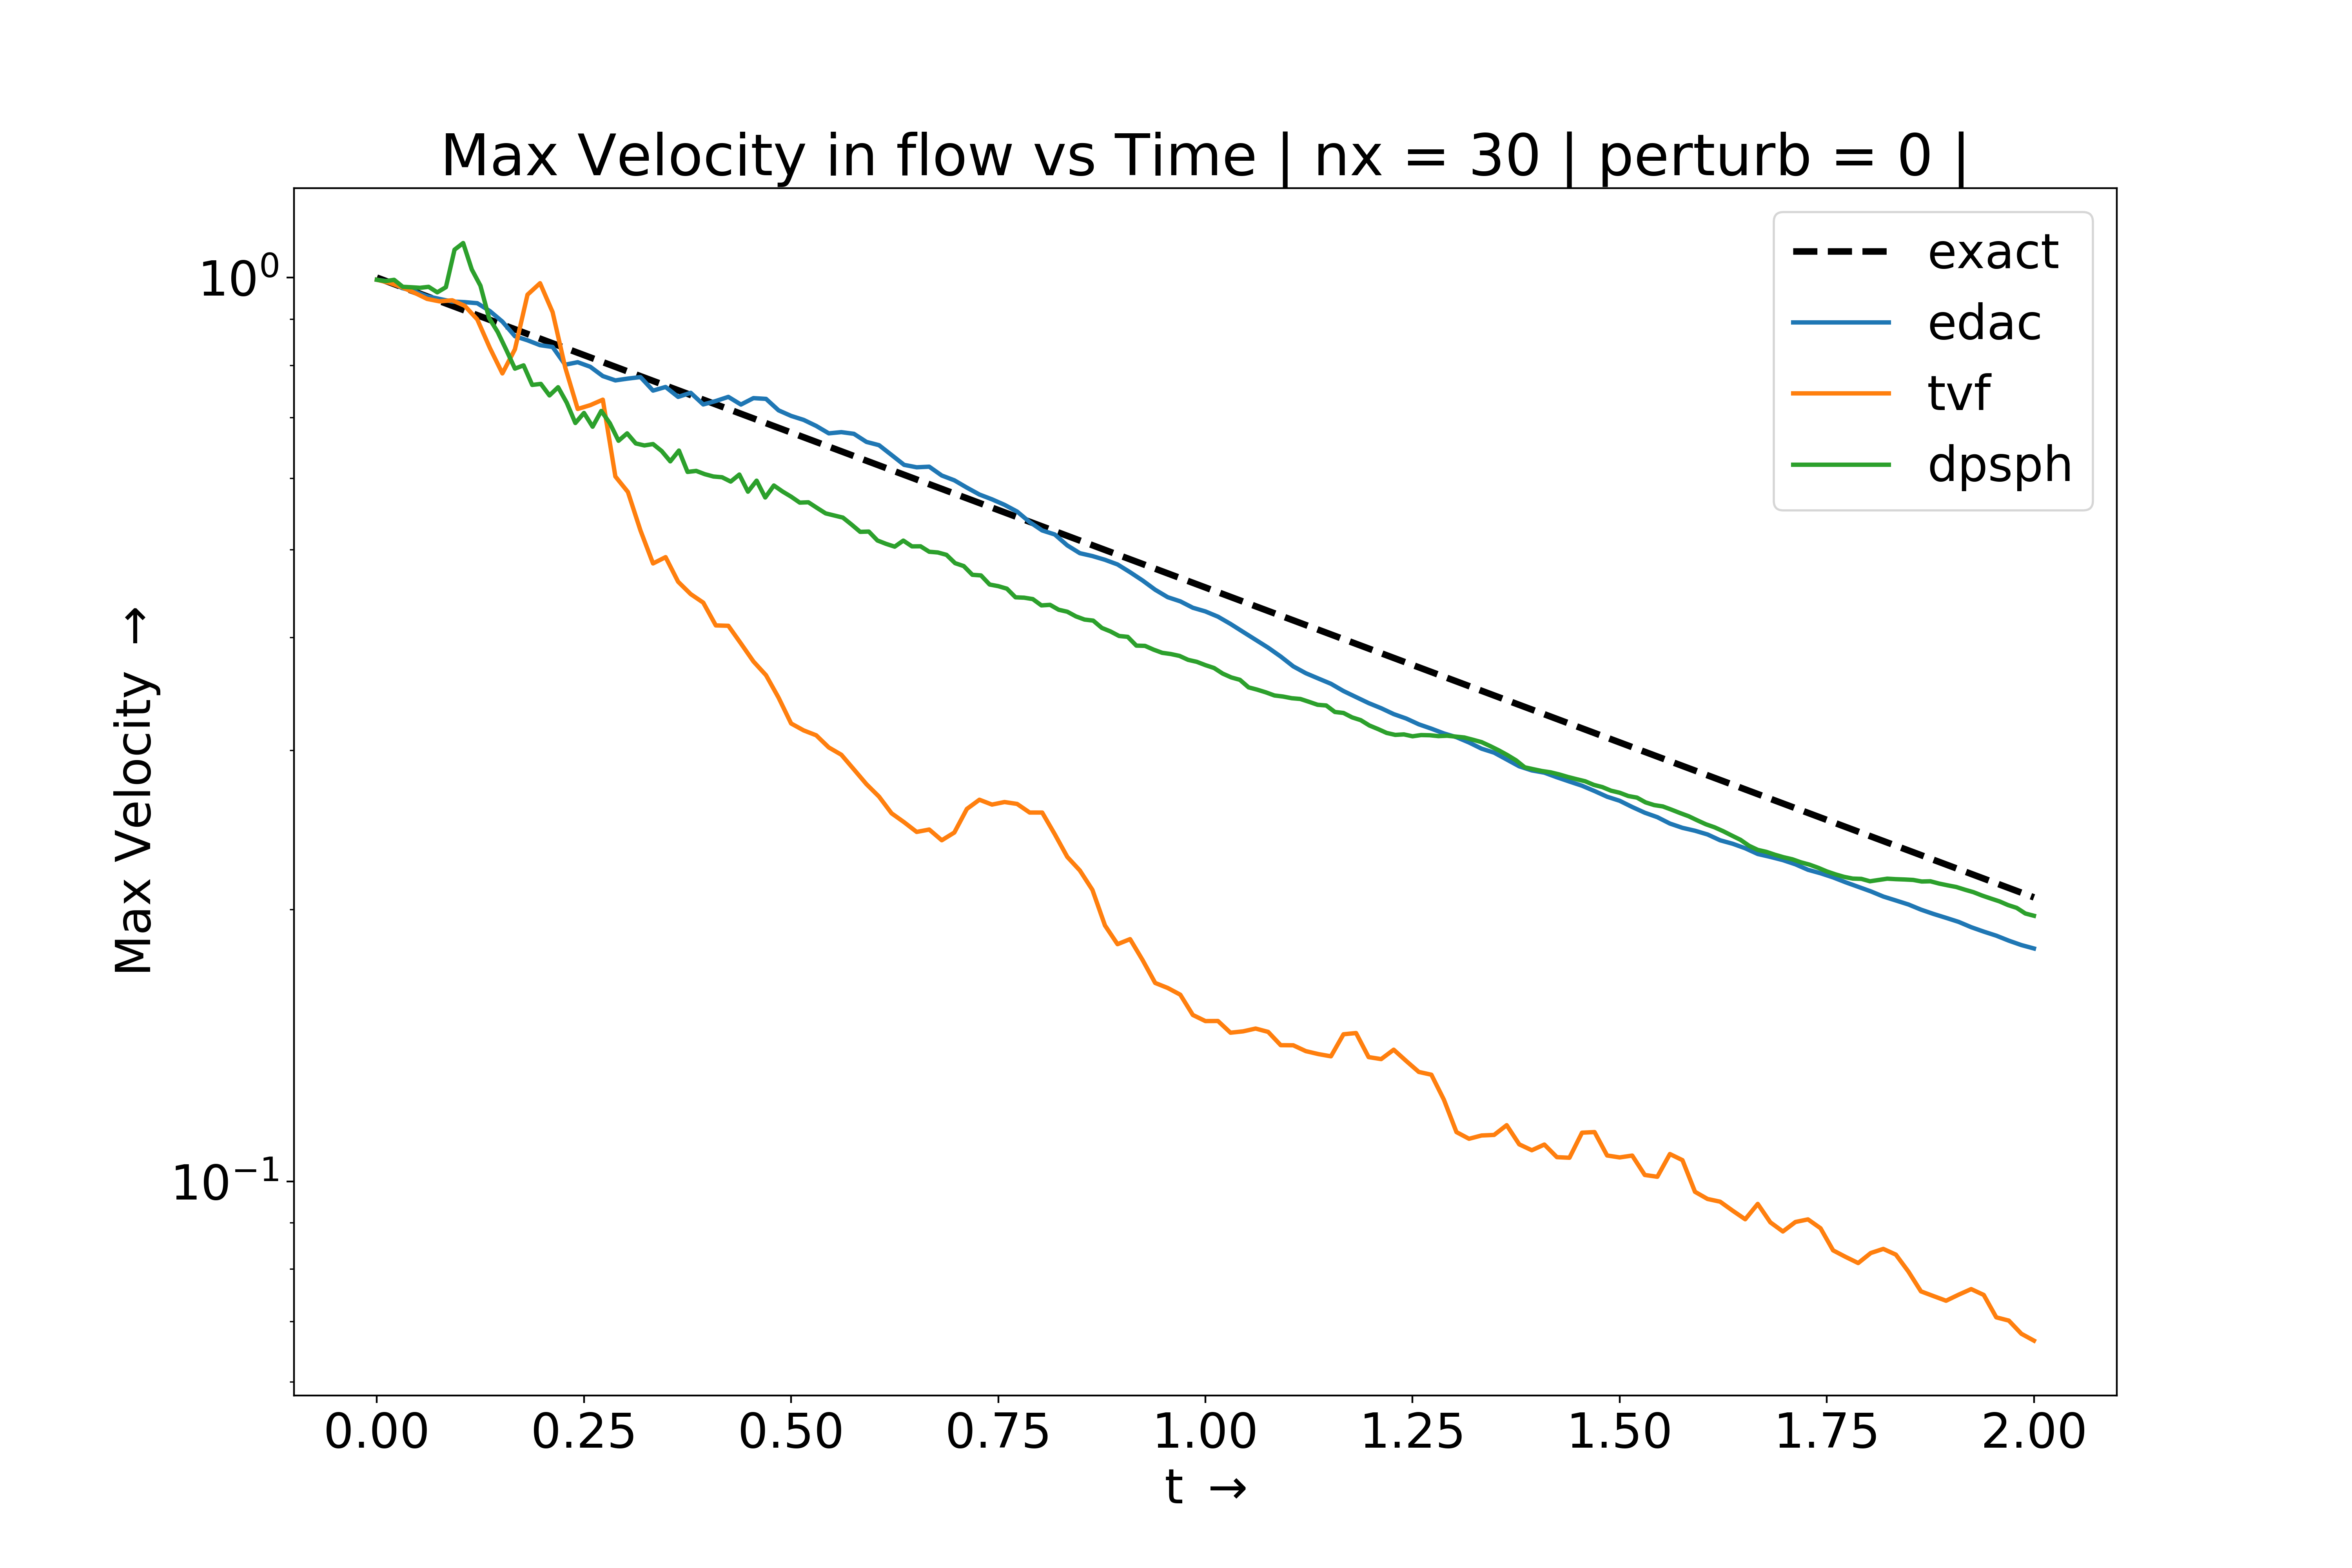 Max Velocity in flow vs Time | nx = 30 | perturb = 0 |
exact
edac
tvf
dpsph
Max Velocity →
10⁰
10⁻¹
0.00 0.25 0.50 0.75 1.00 1.25 1.50 1.75 2.00
t →